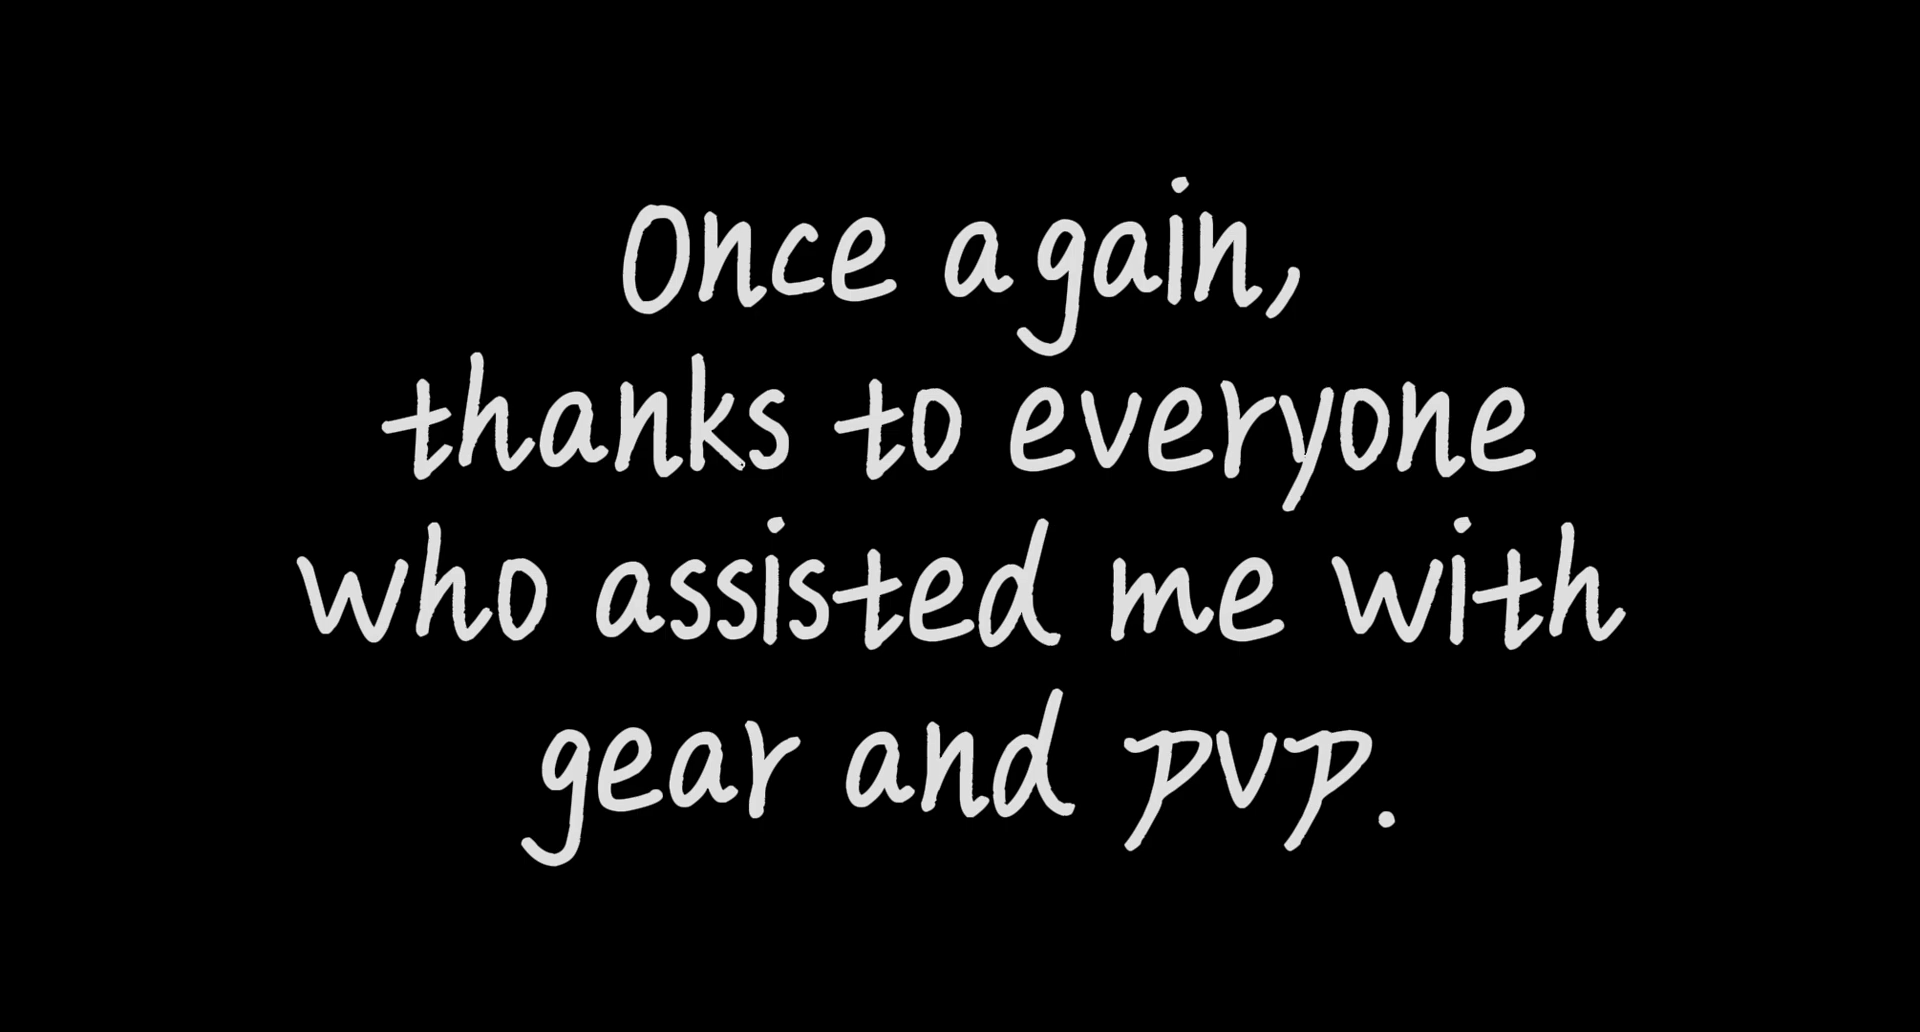 Once again,
thanks to everyone
who assisted me with
gear and pvp.